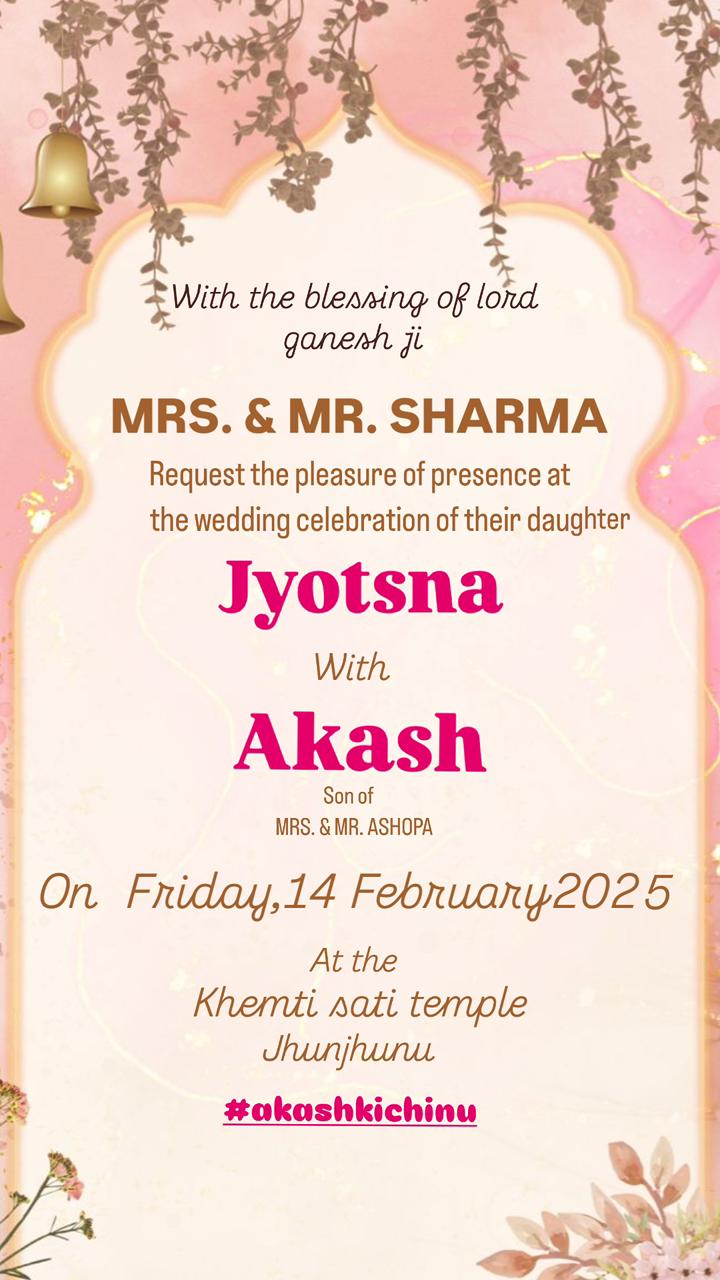 With the blessing of lord
ganesh ji
MRS. & MR. SHARMA
Request the pleasure of presence at
the wedding celebration of their daughter
Jyotsna
With
Akash
Son of
MRS. & MR. ASHOPA
On Friday,14 February2025
At the
Khemti sati temple
Jhunjhunu
#akashkichinu